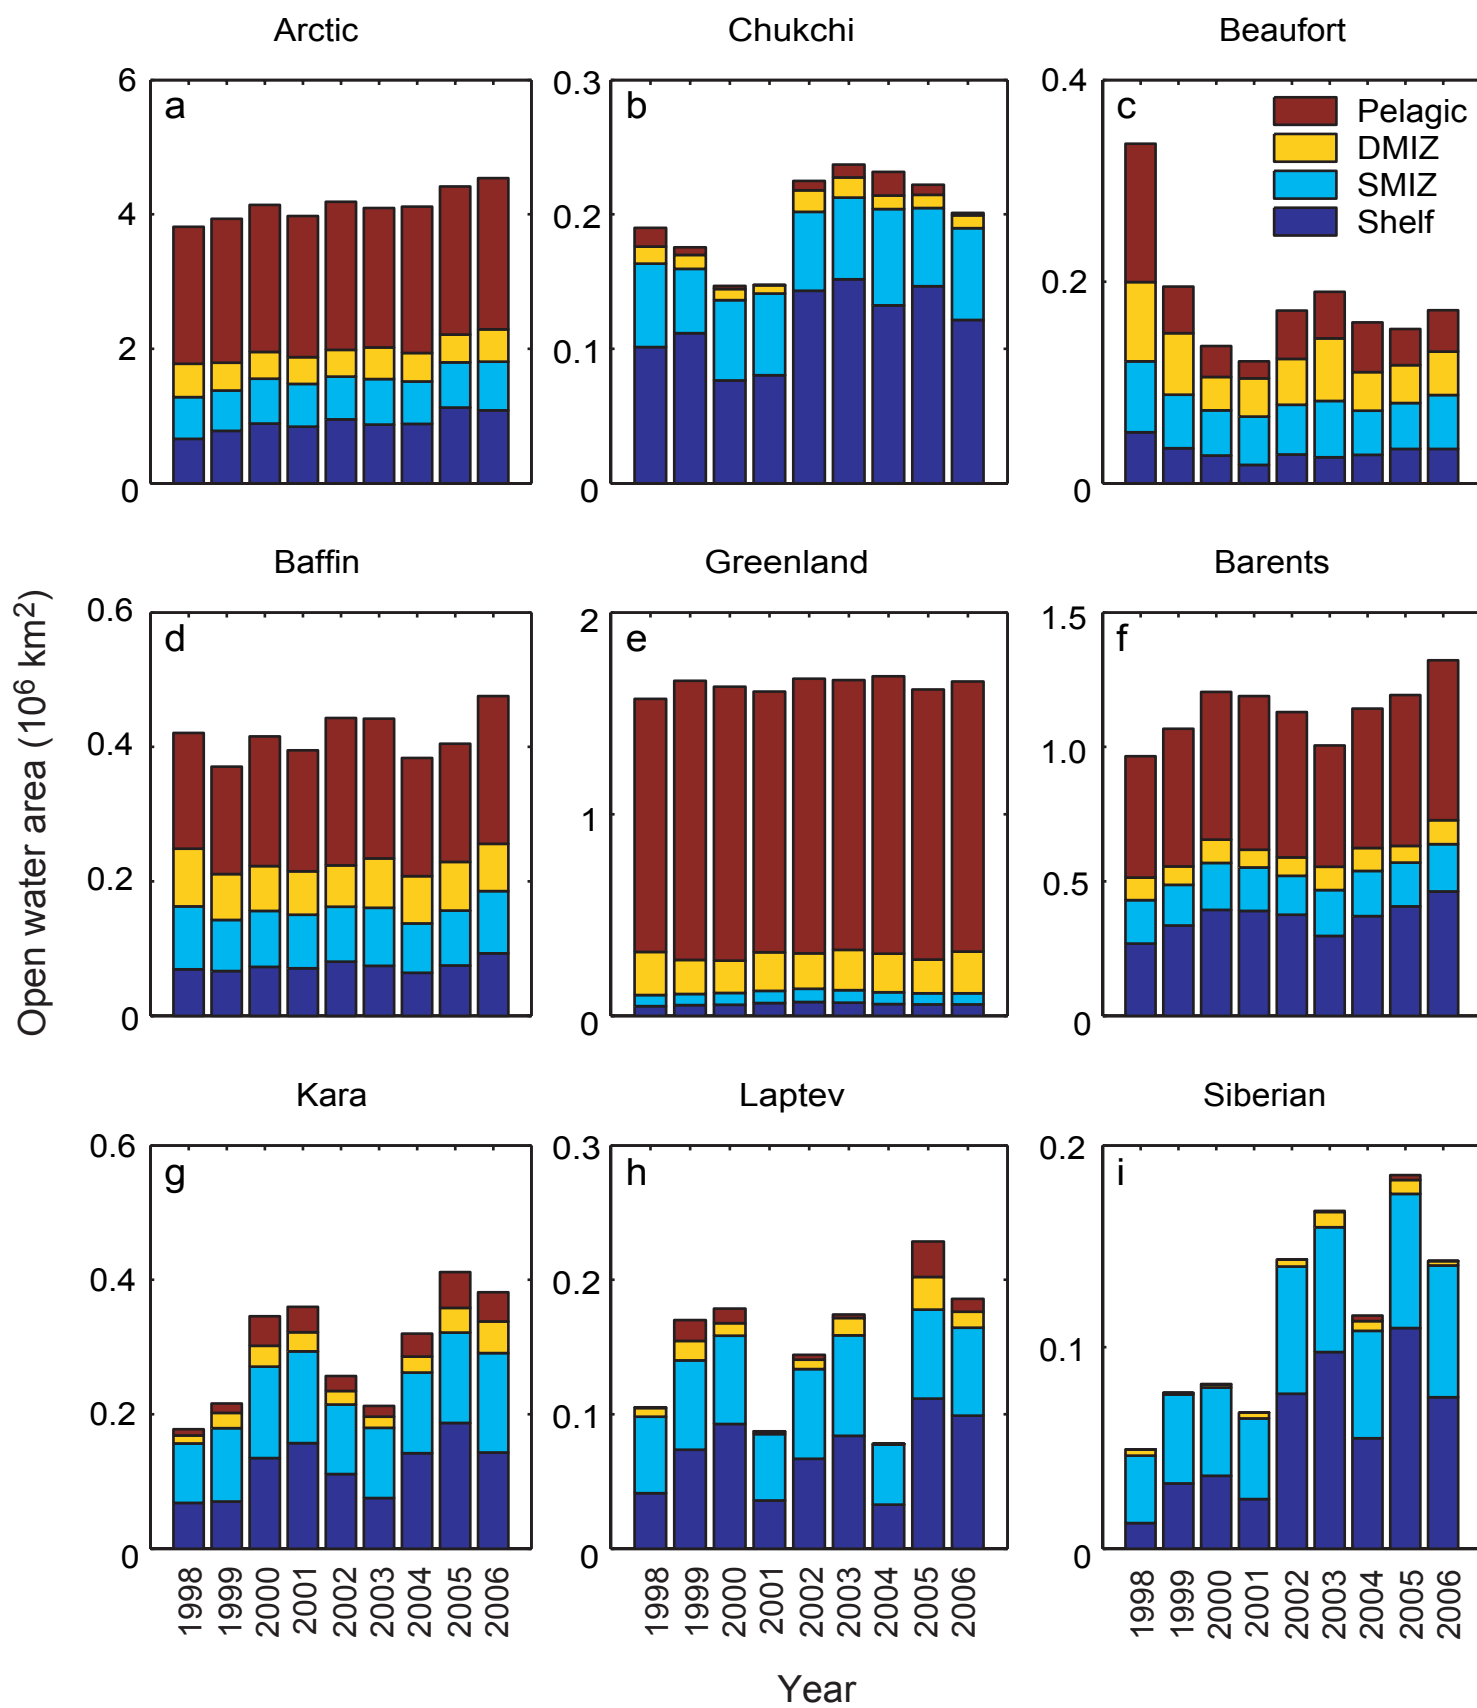 Arctic
Chukchi
Beaufort
6
4
2
0
a
0.3
0.2
0.1
0
b
0.4
0.2
0
c
Pelagic
DMIZ
SMIZ
Shelf
Baffin
Greenland
Barents
Open water area (10⁶ km²)
0.6
0.4
0.2
0
d
2
1
0
e
1.5
1.0
0.5
0
f
Kara
Laptev
Siberian
0.6
0.4
0.2
0
g
0.3
0.2
0.1
0
h
0.2
0.1
0
i
1998 1999 2000 2001 2002 2003 2004 2005 2006
1998 1999 2000 2001 2002 2003 2004 2005 2006
1998 1999 2000 2001 2002 2003 2004 2005 2006
Year